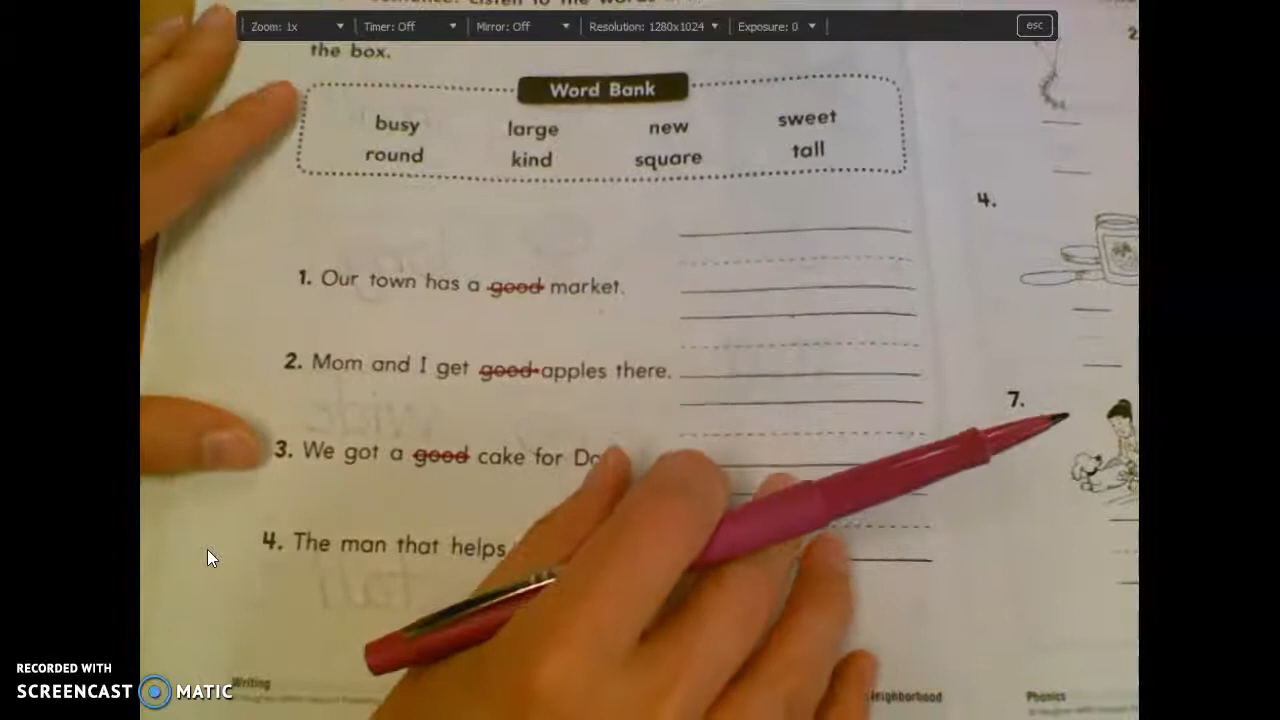 Zoom: 1x Timer: Off Mirror: Off Resolution: 1280x1024 Exposure: 0 esc
the box.
Word Bank
busy large new sweet
round kind square tall
1. Our town has a good market.
2. Mom and I get good apples there.
3. We got a good cake for
4. The man that helps
2
4.
7.
tall
Writing
Neighborhood
Phonics
RECORDED WITH
SCREENCAST MATIC